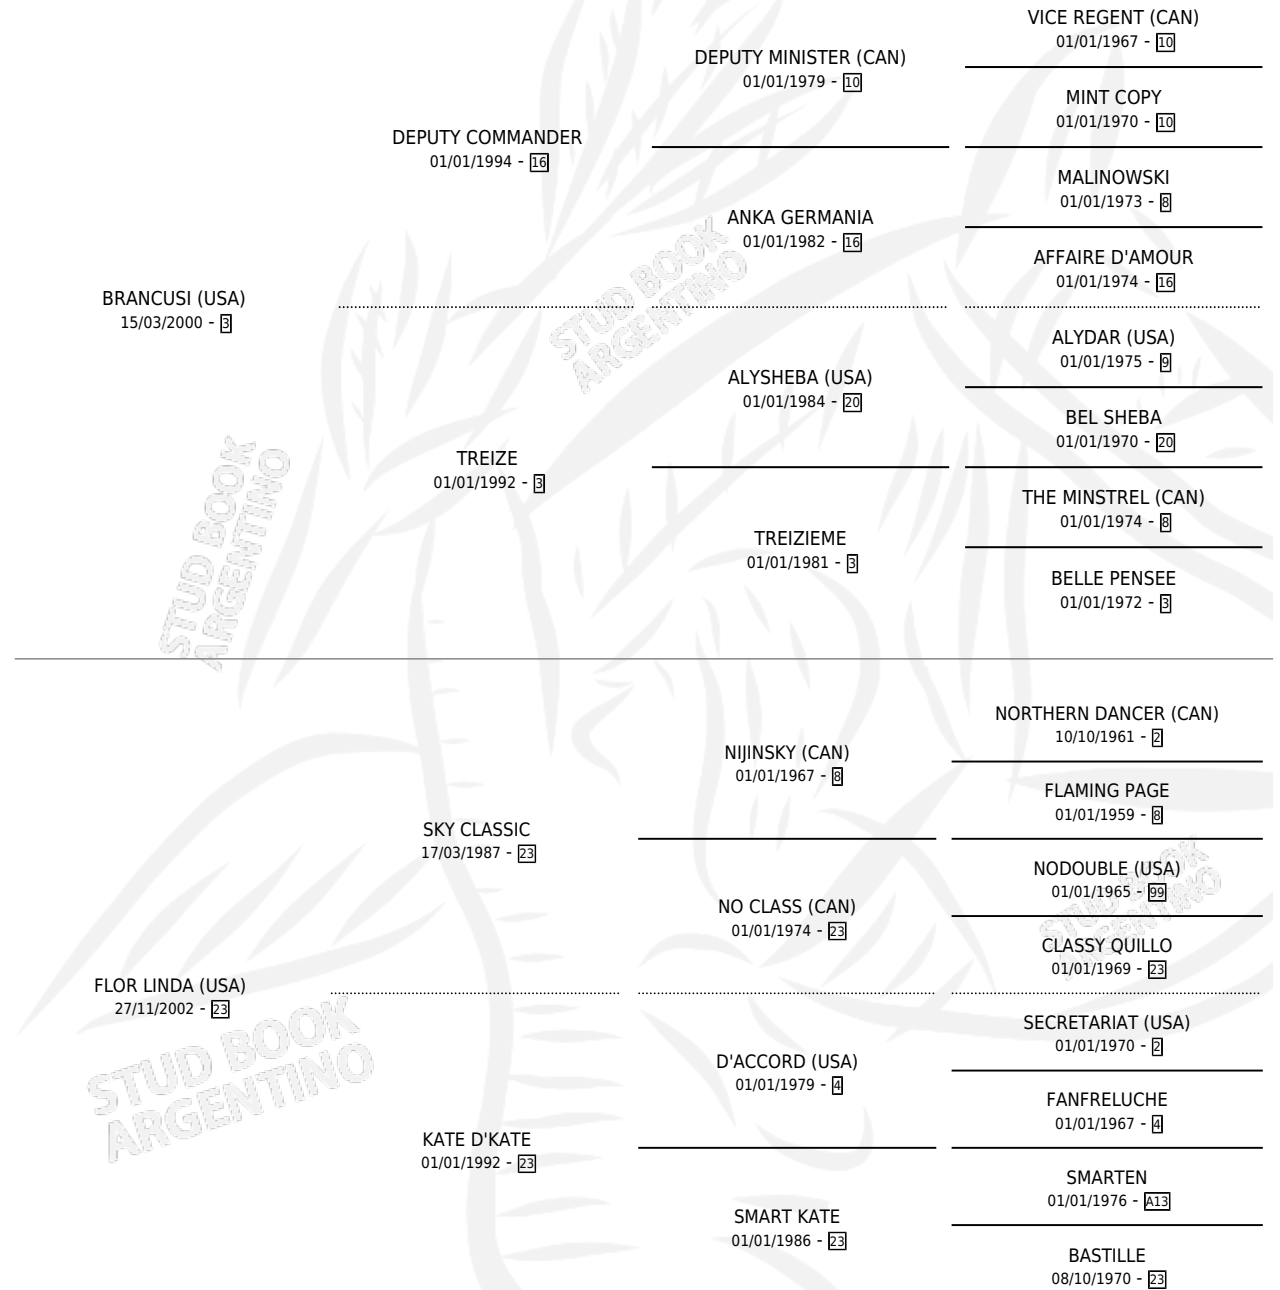 VICE REGENT (CAN)
01/01/1967 - 10
DEPUTY MINISTER (CAN)
01/01/1979 - 10
MINT COPY
01/01/1970 - 10
DEPUTY COMMANDER
01/01/1994 - 16
MALINOWSKI
01/01/1973 - 8
ANKA GERMANIA
01/01/1982 - 16
AFFAIRE D'AMOUR
01/01/1974 - 16
BRANCUSI (USA)
15/03/2000 - 3
ALYDAR (USA)
01/01/1975 - 9
ALYSHEBA (USA)
01/01/1984 - 20
BEL SHEBA
01/01/1970 - 20
TREIZE
01/01/1992 - 3
THE MINSTREL (CAN)
01/01/1974 - 8
TREIZIEME
01/01/1981 - 3
BELLE PENSEE
01/01/1972 - 3
NORTHERN DANCER (CAN)
10/10/1961 - 2
NIJINSKY (CAN)
01/01/1967 - 8
FLAMING PAGE
01/01/1959 - 8
SKY CLASSIC
17/03/1987 - 23
NODOUBLE (USA)
01/01/1965 - 99
NO CLASS (CAN)
01/01/1974 - 23
CLASSY QUILLO
01/01/1969 - 23
FLOR LINDA (USA)
27/11/2002 - 23
SECRETARIAT (USA)
01/01/1970 - 2
D'ACCORD (USA)
01/01/1979 - 4
FANFRELUCHE
01/01/1967 - 4
KATE D'KATE
01/01/1992 - 23
SMARTEN
01/01/1976 - A13
SMART KATE
01/01/1986 - 23
BASTILLE
08/10/1970 - 23
STUD BOOK
ARGENTINO
STUD BOOK
ARGENTINO
STUD BOOK
ARGENTINO
STUD BOOK
ARGENTINO